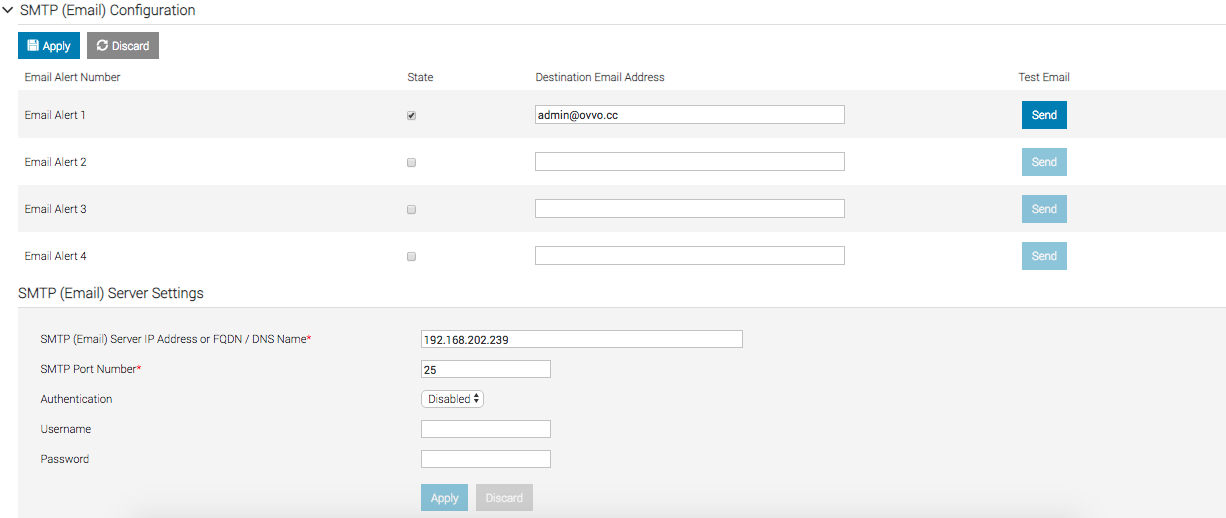 SMTP (Email) Configuration
Apply Discard
Email Alert Number State Destination Email Address Test Email
Email Alert 1 admin@ovvo.cc Send
Email Alert 2 Send
Email Alert 3 Send
Email Alert 4 Send
SMTP (Email) Server Settings
SMTP (Email) Server IP Address or FQDN / DNS Name* 192.168.202.239
SMTP Port Number* 25
Authentication Disabled
Username
Password
Apply Discard